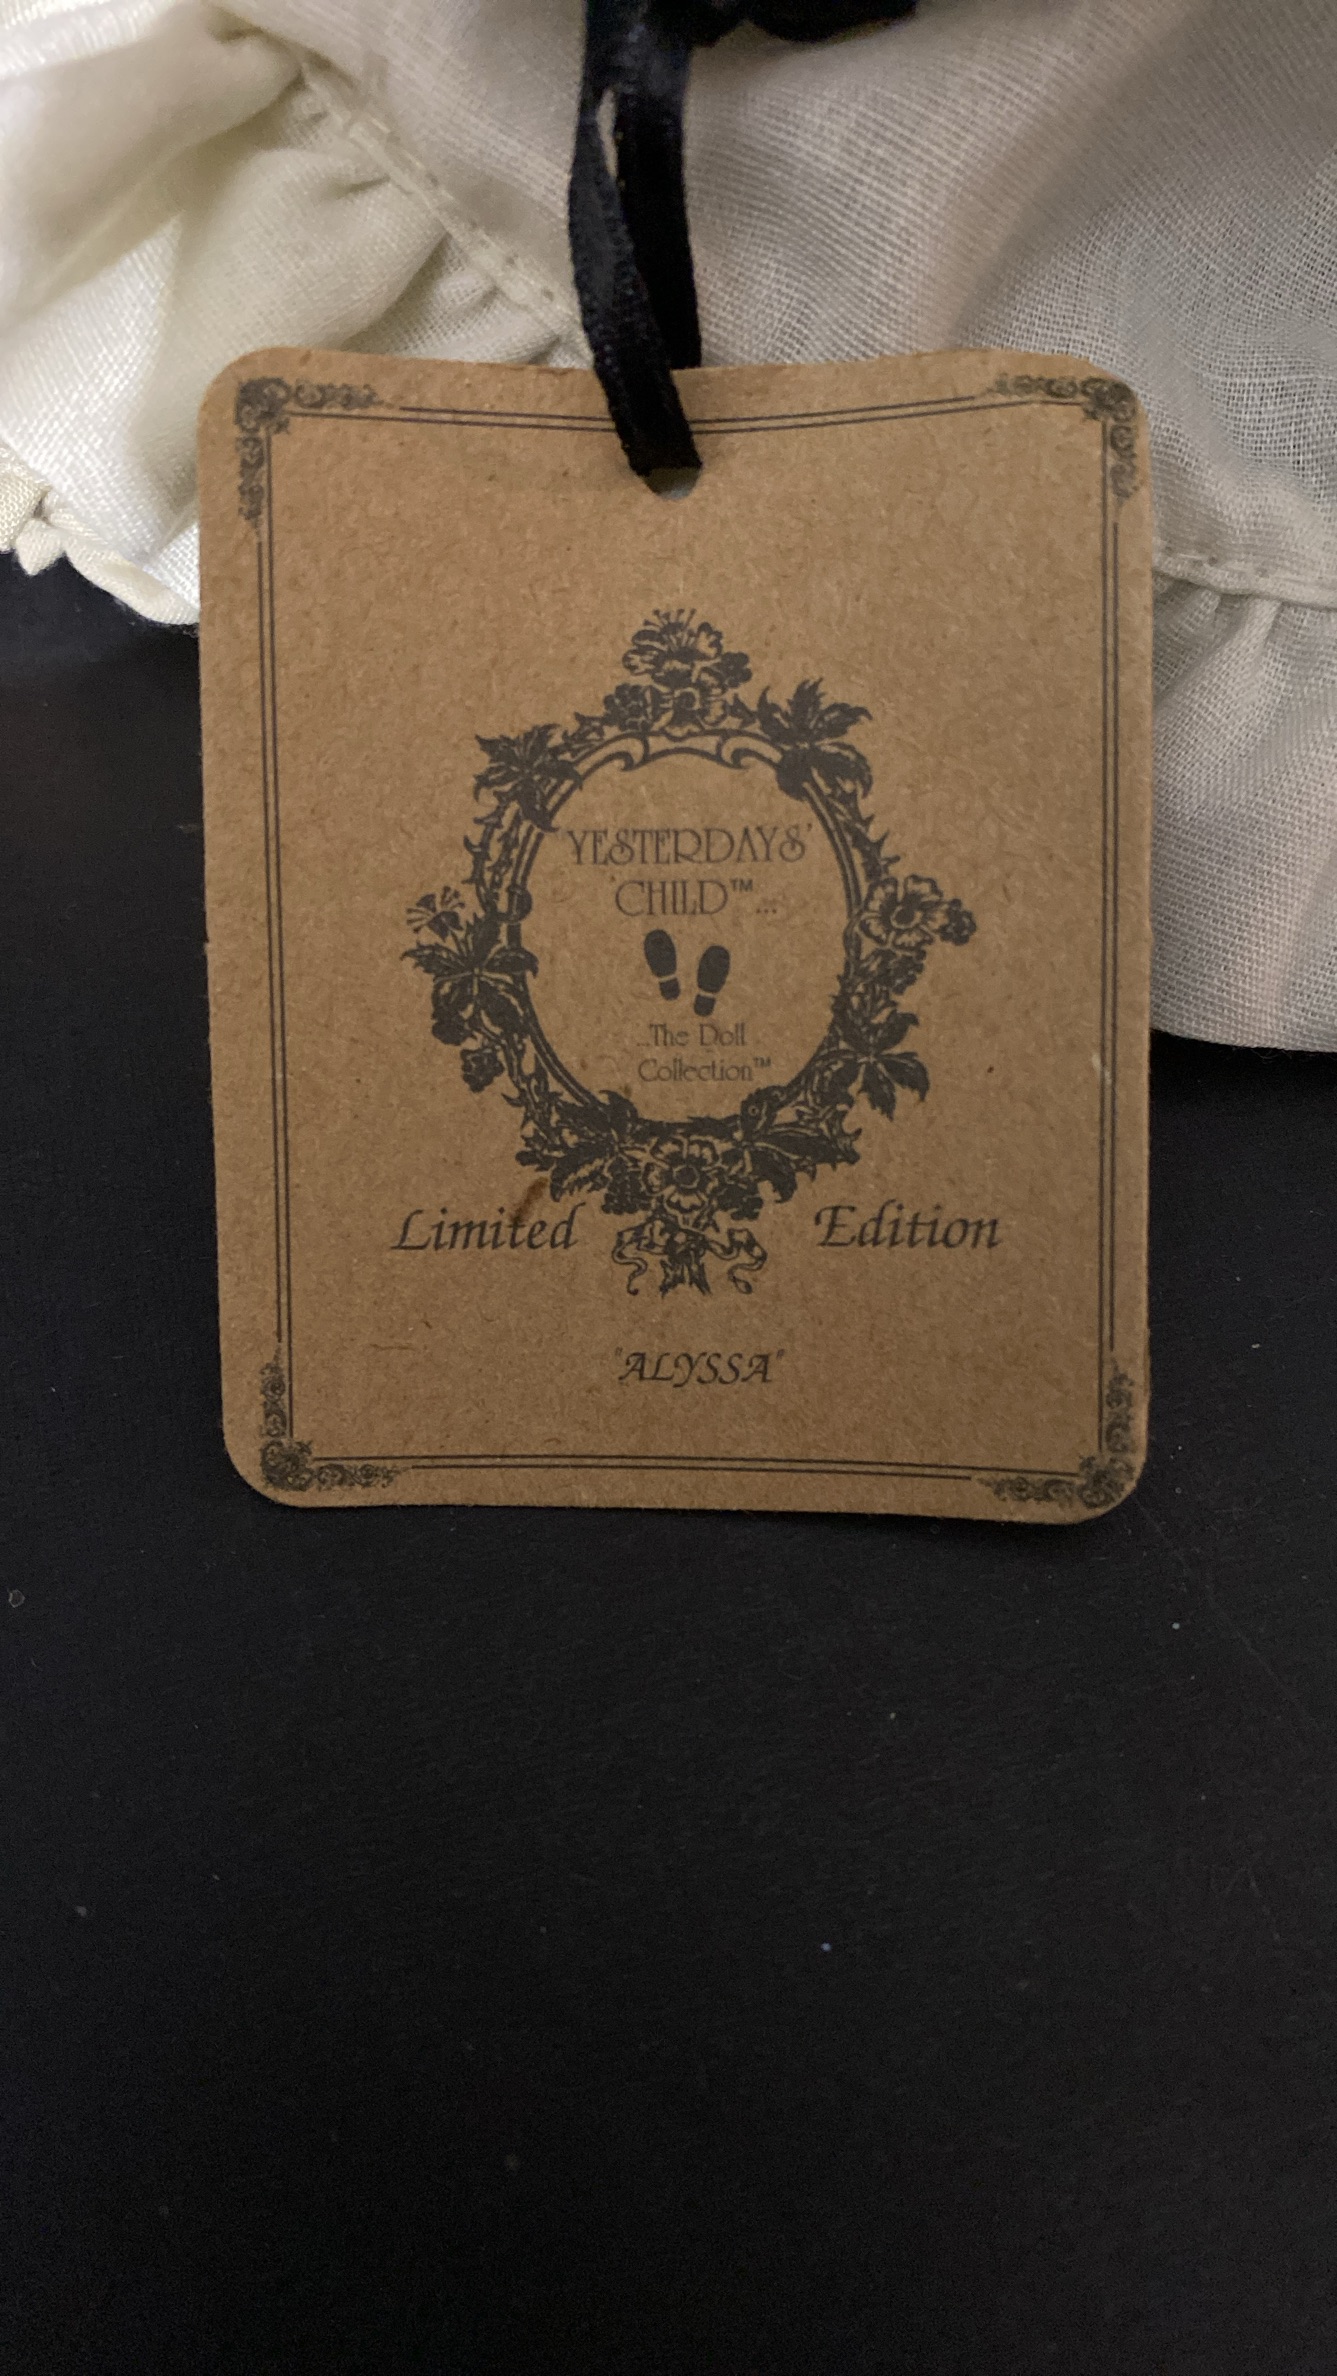 YESTERDAYS'
CHILD™...
...The Doll
Collection™
Limited Edition
"ALYSSA"